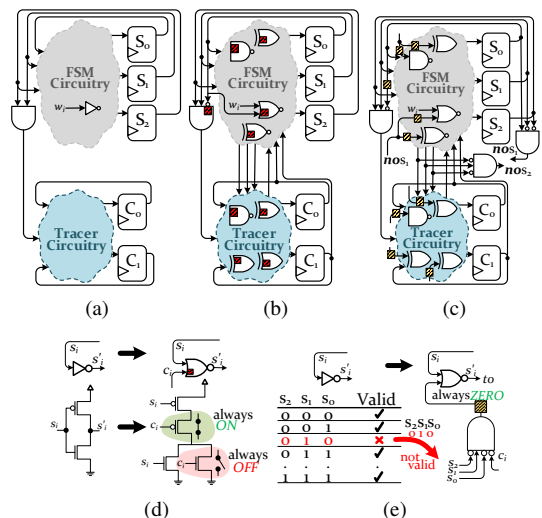 FSM
Circuitry
wi
S0
S1
S2
Tracer
Circuitry
C0
C1
(a)
FSM
Circuitry
wi
S0
S1
S2
Tracer
Circuitry
C0
C1
(b)
FSM
Circuitry
wi
S0
S1
S2
noS1
noS1
noS2
Tracer
Circuitry
C0
C1
(c)
si
s'i
si
s'i
ci
si
s'i
si
ci
always
ON
si
ci
always
OFF
(d)
si
s'i
si
s'i
to
always ZERO
S2 S1 S0 Valid
0 0 0 ✓
0 0 1 ✓
0 1 0 ✗
0 1 1 ✓
. . . .
1 1 1 ✓
S2S1S0
0 1 0
not
valid
S2
S1
S0
ci
(e)